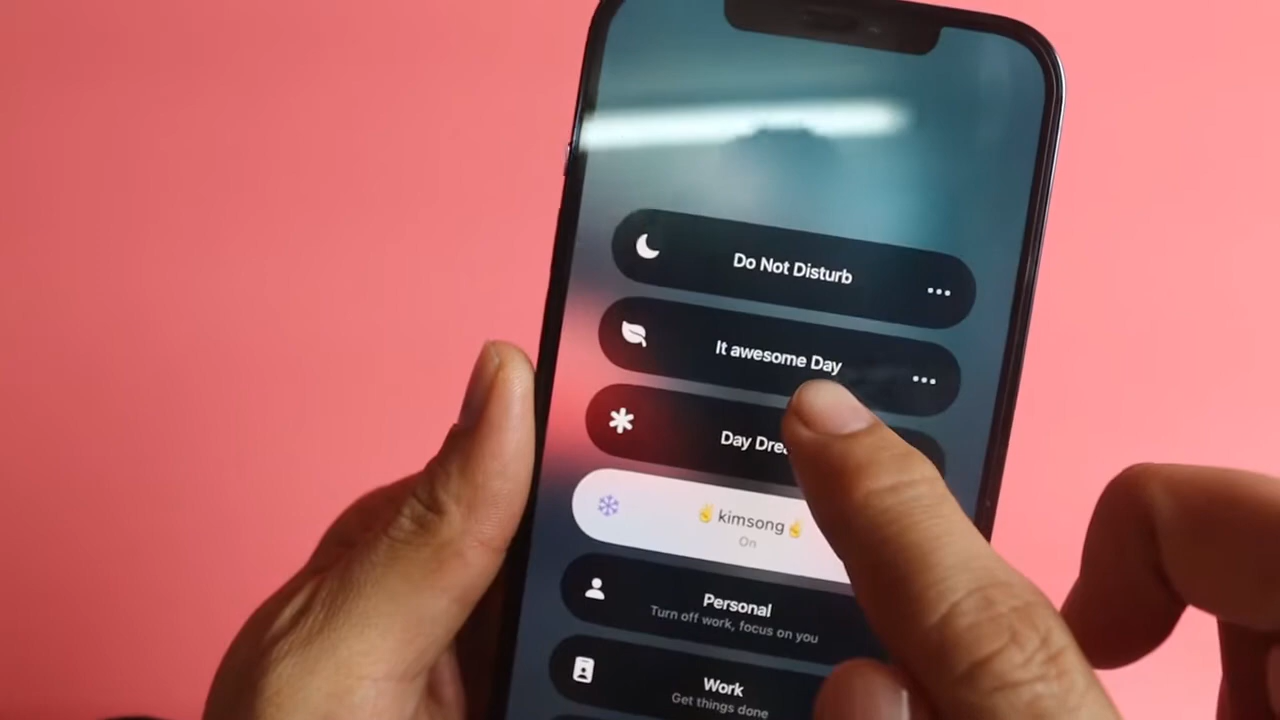 Do Not Disturb
It awesome Day
Day
✌️kimsong✌️
On
Personal
Turn off work, focus on you
Work
Get things done